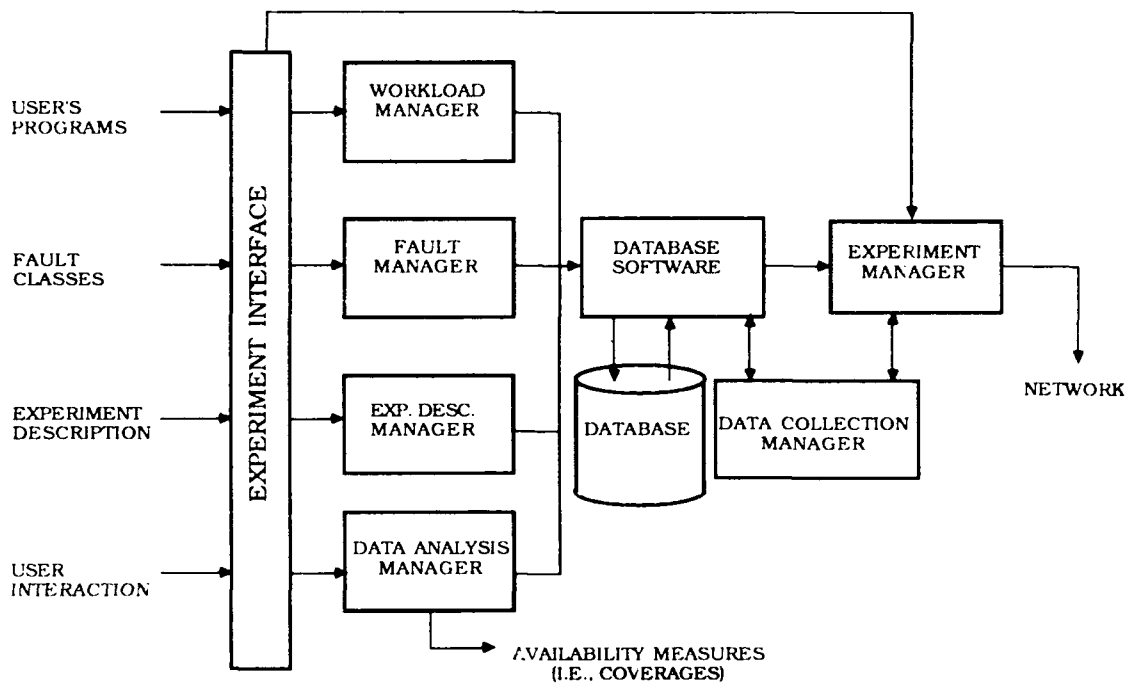 USER'S
PROGRAMS
FAULT
CLASSES
EXPERIMENT
DESCRIPTION
USER
INTERACTION
EXPERIMENT INTERFACE
WORKLOAD
MANAGER
FAULT
MANAGER
EXP. DESC.
MANAGER
DATA ANALYSIS
MANAGER
AVAILABILITY MEASURES
(I.E., COVERAGES)
DATABASE
SOFTWARE
DATABASE
EXPERIMENT
MANAGER
DATA COLLECTION
MANAGER
NETWORK